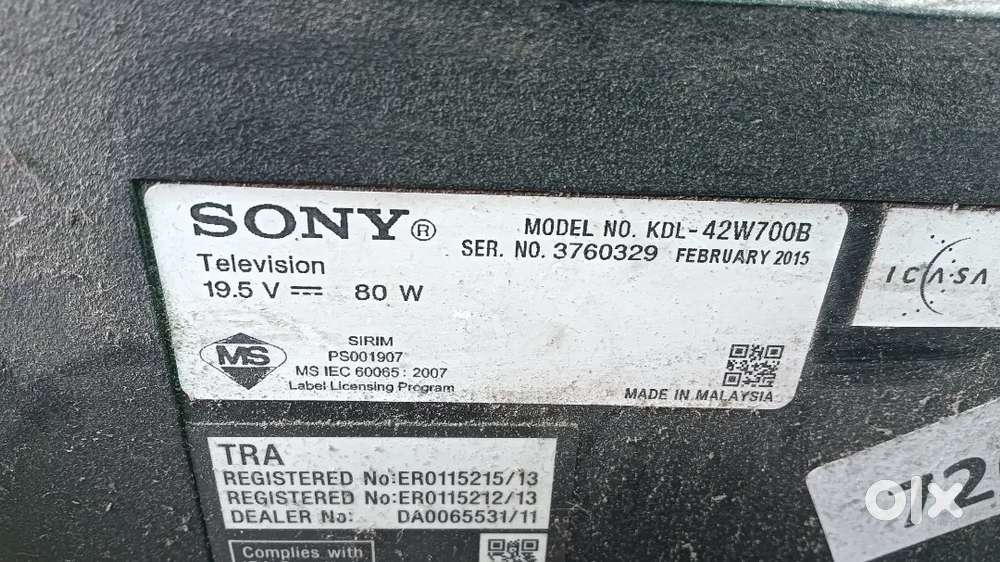 SONY®
MODEL NO. KDL-42W700B
SER. NO. 3760329 FEBRUARY 2015
Television
19.5 V ⎓ 80 W
MS
SIRIM
PS001907
MS IEC 60065 : 2007
Label Licensing Program
MADE IN MALAYSIA
ICASA
TRA
REGISTERED No:ER0115215/13
REGISTERED No:ER0115212/13
DEALER No: DA0065531/11
Complies with
olx